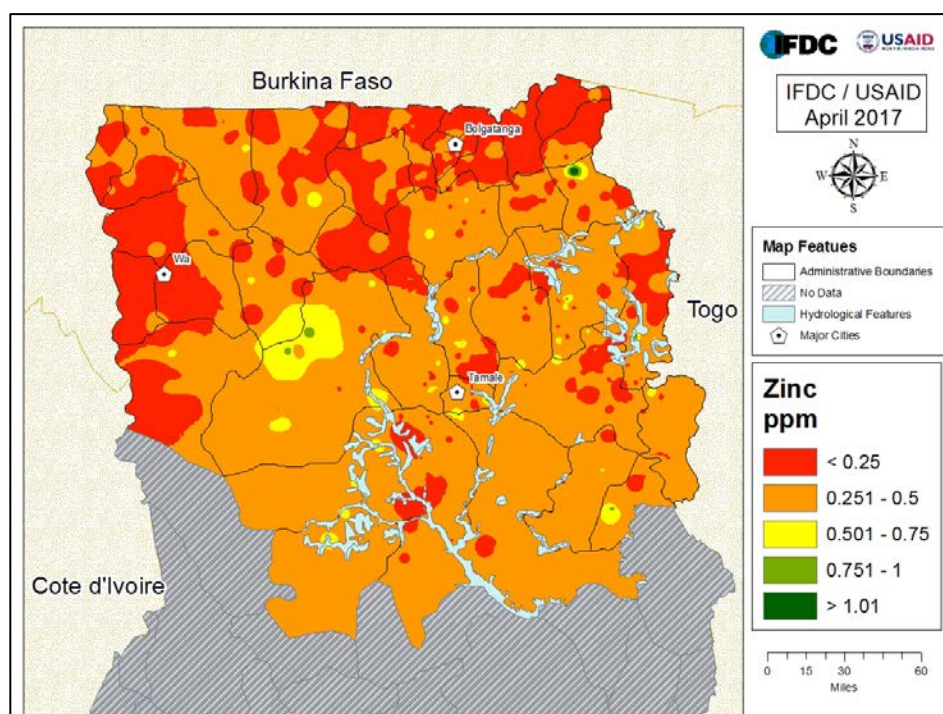 Burkina Faso
Bolgatanga
Wa
Togo
Tamale
Cote d'Ivoire
IFDC
USAID
IFDC / USAID
April 2017
N
W
E
S
Map Featues
Administrative Boundaries
No Data
Hydrological Features
Major Cities
Zinc
ppm
< 0.25
0.251 - 0.5
0.501 - 0.75
0.751 - 1
> 1.01
0 15 30 60
Miles